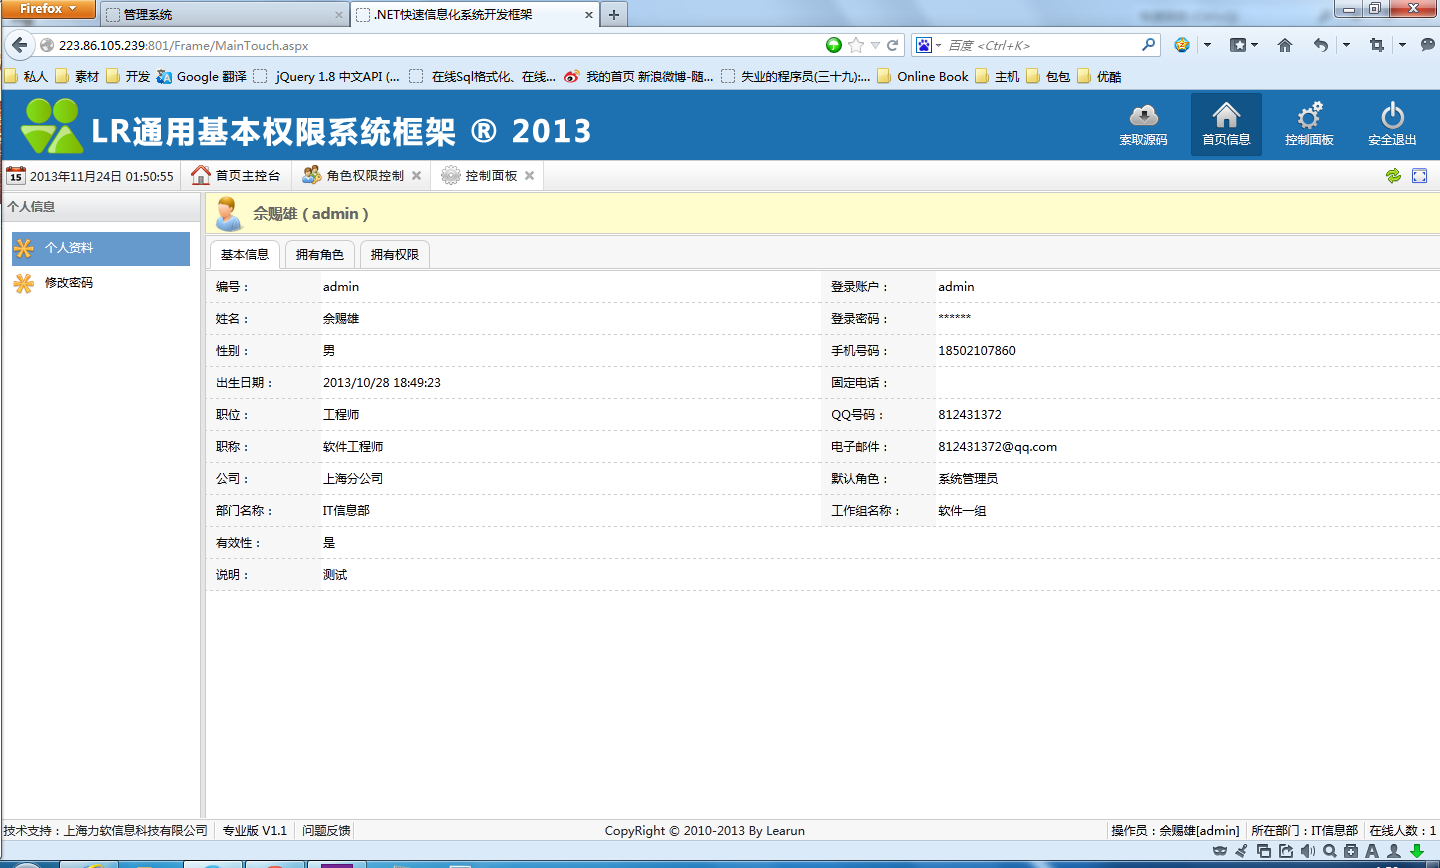 Firefox
管理系统
.NET快速信息化系统开发框架
223.86.105.239:801/Frame/MainTouch.aspx
百度 <Ctrl+K>
私人 素材 开发 Google 翻译 jQuery 1.8 中文API (... 在线Sql格式化、在线... 我的首页 新浪微博-随... 失业的程序员(三十九):... Online Book 主机 包包 优酷
LR通用基本权限系统框架 ® 2013
索取源码 首页信息 控制面板 安全退出
15 2013年11月24日 01:50:55 首页主控台 角色权限控制 控制面板
个人信息
个人资料
修改密码
佘赐雄 ( admin )
基本信息 拥有角色 拥有权限
编号： admin 登录账户： admin
姓名： 佘赐雄 登录密码： ******
性别： 男 手机号码： 18502107860
出生日期： 2013/10/28 18:49:23 固定电话：
职位： 工程师 QQ号码： 812431372
职称： 软件工程师 电子邮件： 812431372@qq.com
公司： 上海分公司 默认角色： 系统管理员
部门名称： IT信息部 工作组名称： 软件一组
有效性： 是
说明： 测试
技术支持：上海力软信息科技有限公司 专业版 V1.1 问题反馈 CopyRight © 2010-2013 By Learun 操作员：佘赐雄[admin] 所在部门：IT信息部 在线人数：1